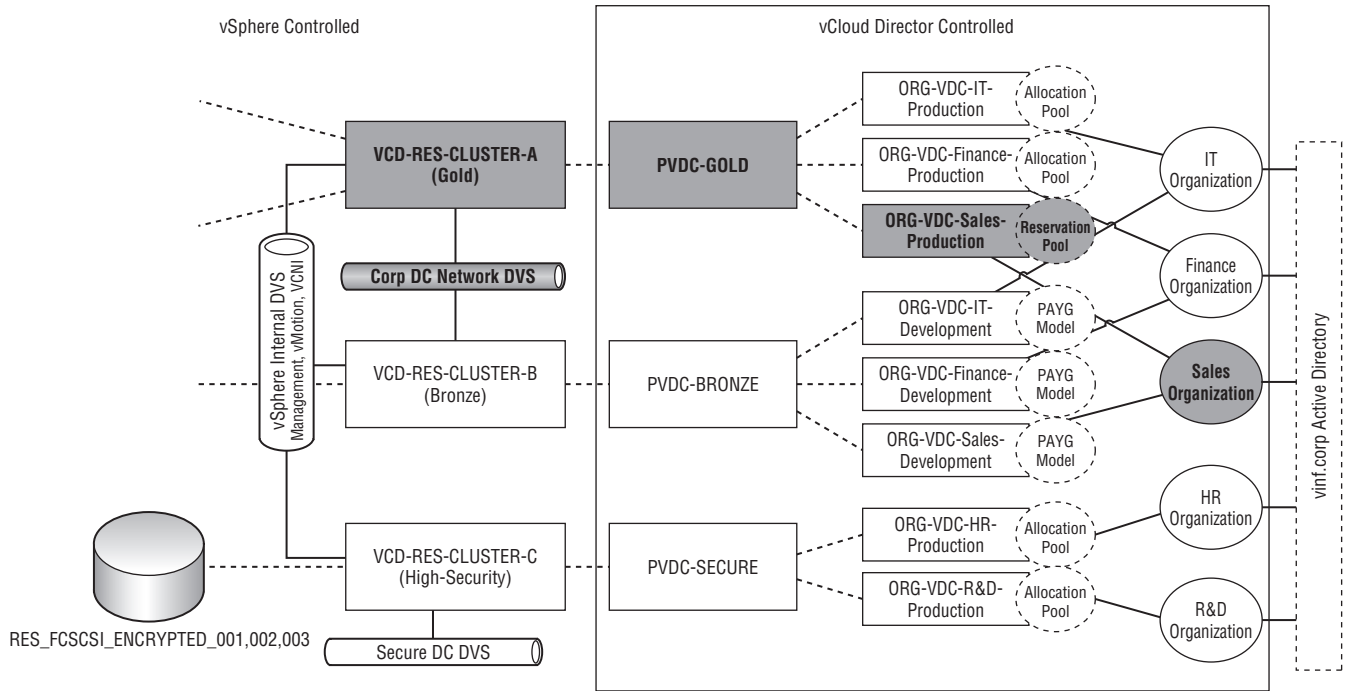 vSphere Controlled
vCloud Director Controlled
VCD-RES-CLUSTER-A
(Gold)
PVDC-GOLD
ORG-VDC-IT-
Production
Allocation
Pool
ORG-VDC-Finance-
Production
Allocation
Pool
ORG-VDC-Sales-
Production
Reservation
Pool
IT
Organization
Finance
Organization
Corp DC Network DVS
vSphere Internal DVS
Management, vMotion, VCNI
VCD-RES-CLUSTER-B
(Bronze)
PVDC-BRONZE
ORG-VDC-IT-
Development
PAYG
Model
ORG-VDC-Finance-
Development
PAYG
Model
ORG-VDC-Sales-
Development
PAYG
Model
Sales
Organization
vinf.corp Active Directory
RES_FCSCSI_ENCRYPTED_001,002,003
VCD-RES-CLUSTER-C
(High-Security)
Secure DC DVS
PVDC-SECURE
ORG-VDC-HR-
Production
Allocation
Pool
ORG-VDC-R&D-
Production
Allocation
Pool
HR
Organization
R&D
Organization